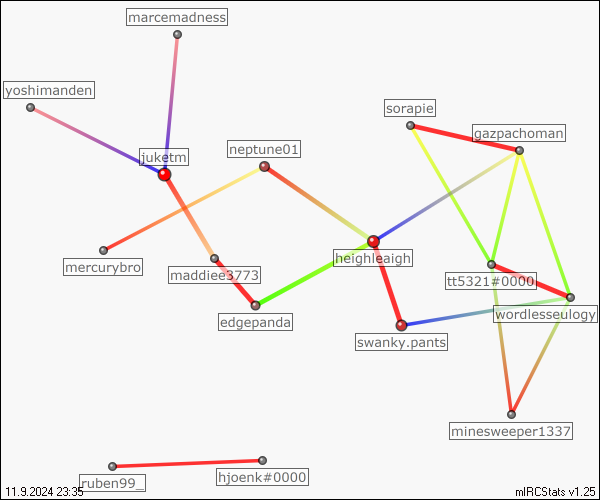 marcemadness
yoshimanden
sorapie
gazpachoman
neptune01
juketm
heighleaigh
mercurybro
maddiee3773
tt5321#0000
wordlesseulogy
edgepanda
swanky.pants
minesweeper1337
hjoenk#0000
ruben99_
11.9.2024 23:35
mIRCStats v1.25